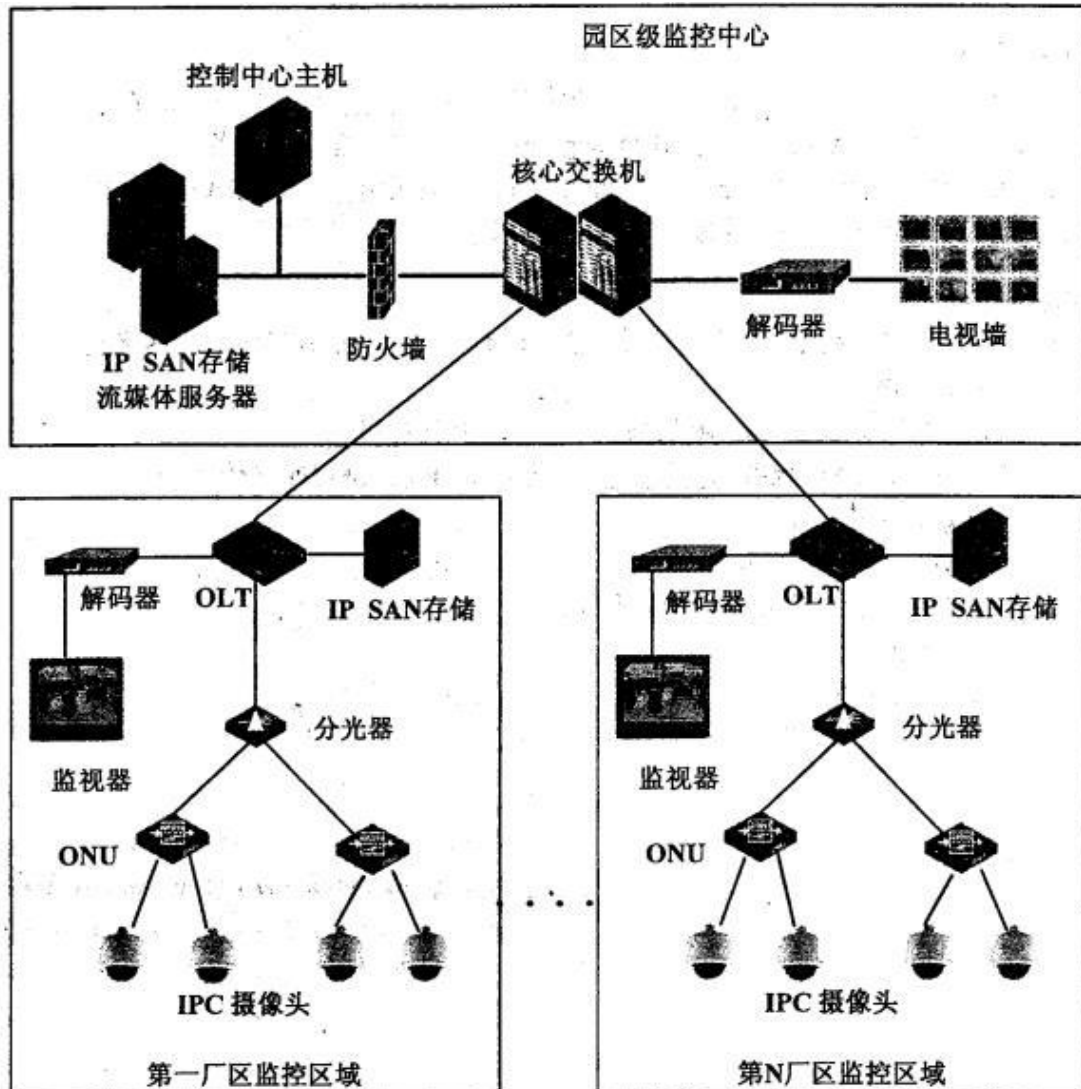 园区级监控中心
控制中心主机
核心交换机
防火墙
解码器
电视墙
IP SAN存储
流媒体服务器
解码器
OLT
IP SAN存储
监视器
分光器
ONU
IPC 摄像头
第一厂区监控区域
解码器
OLT
IP SAN存储
监视器
分光器
ONU
IPC 摄像头
第N厂区监控区域